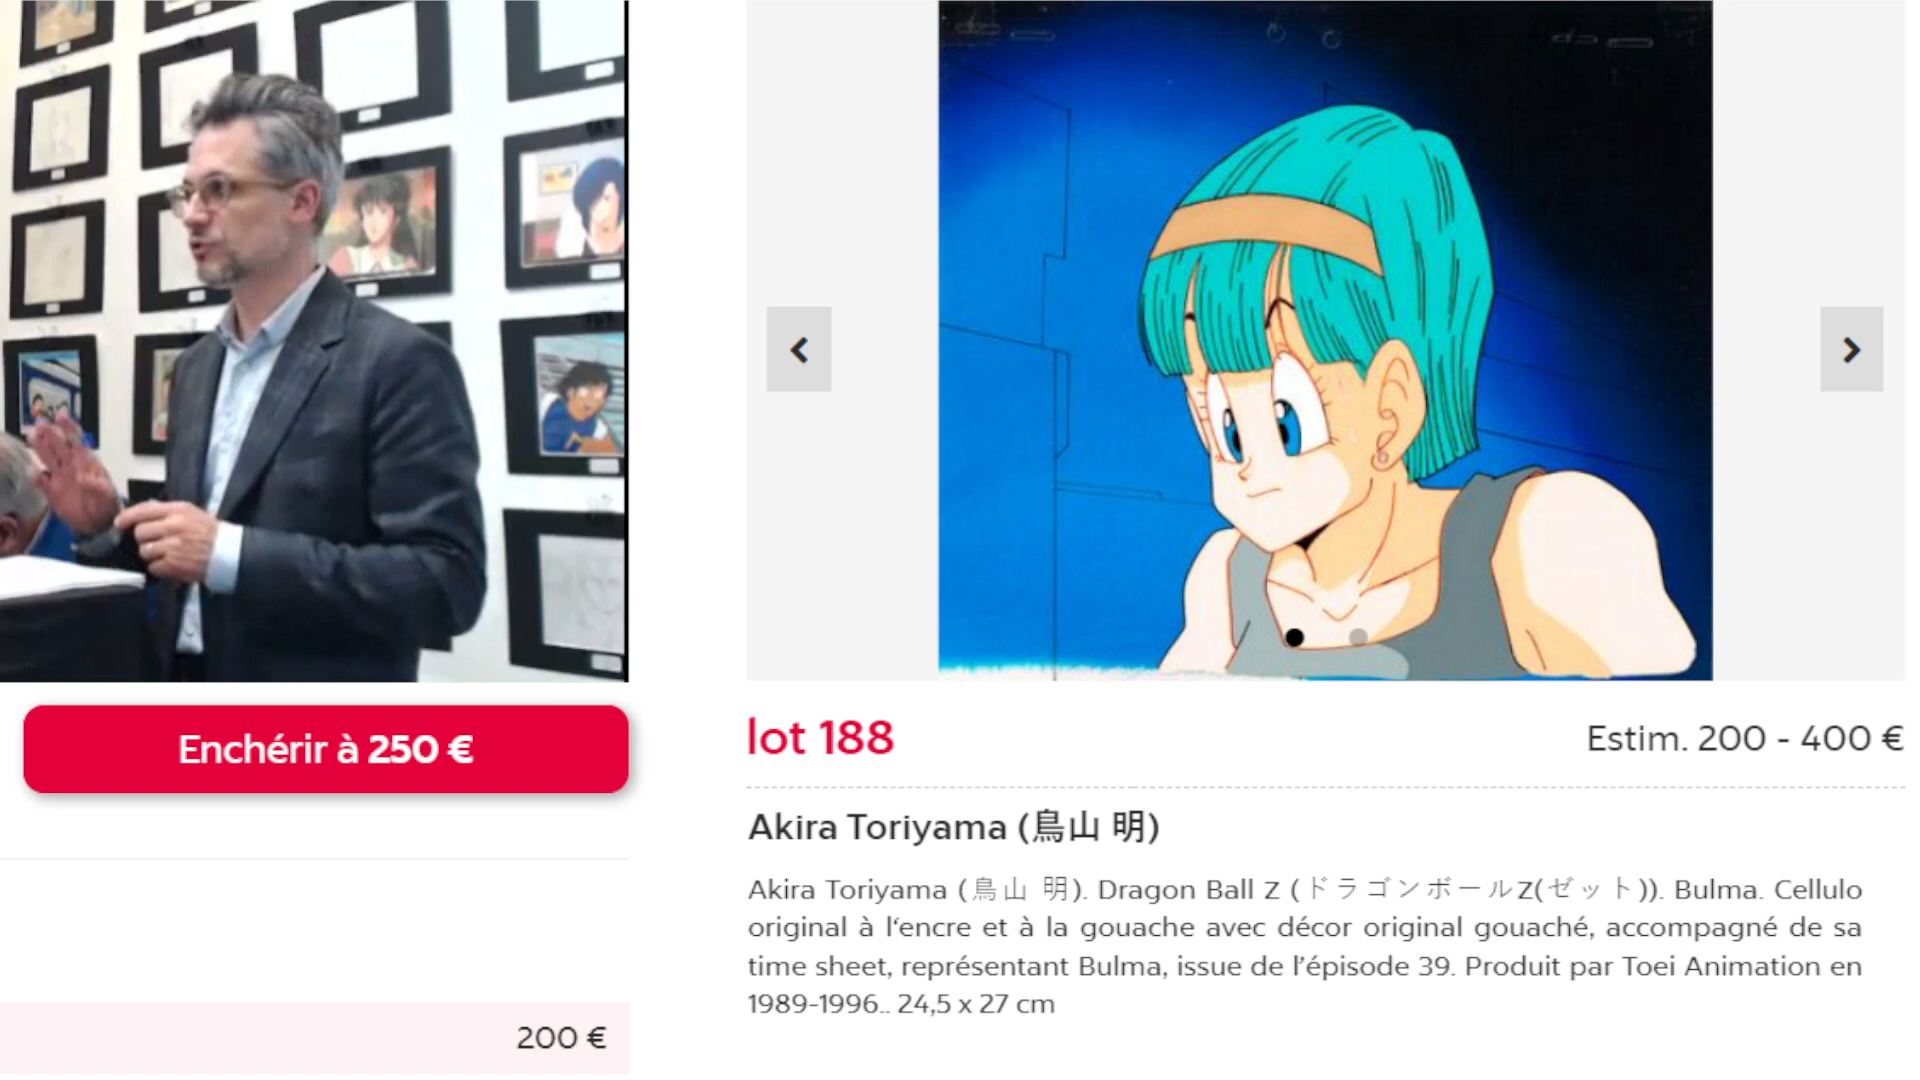 Enchérir à 250 €
200 €
lot 188
Estim. 200 - 400 €
Akira Toriyama (鳥山 明)
Akira Toriyama (鳥山 明). Dragon Ball Z (ドラゴンボールZ(ゼット)). Bulma. Cellulo
original à l‘encre et à la gouache avec décor original gouaché, accompagné de sa
time sheet, représentant Bulma, issue de l’épisode 39. Produit par Toei Animation en
1989-1996.. 24,5 x 27 cm